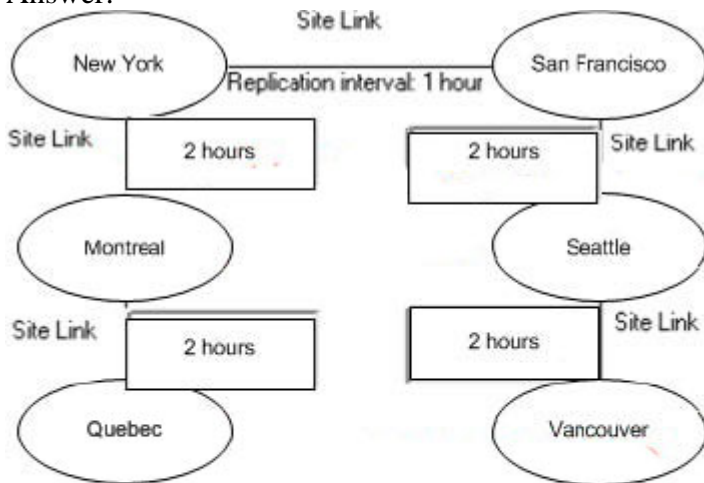 Answer:
Site Link
New York
San Francisco
Replication interval: 1 hour
Site Link
2 hours
2 hours
Site Link
Montreal
Seattle
Site Link
2 hours
2 hours
Site Link
Quebec
Vancouver